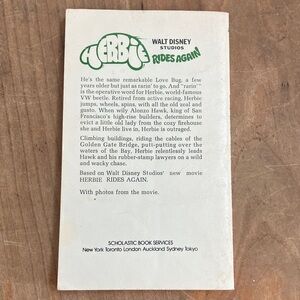 HERBIE
WALT DISNEY
STUDIOS
RIDES AGAIN
He's the same remarkable Love Bug, a few
years older but just as rarin' to go. And "rarin'"
is the operative word for Herbie, world-famous
VW beetle. Retired from active racing, Herbie
jumps, wheels, spins, with all the old zeal and
gusto. When wily Alonzo Hawk, king of San
Francisco's high-rise builders, determines to
evict a little old lady from the cozy firehouse
she and Herbie live in, Herbie is outraged.
Climbing buildings, riding the cables of the
Golden Gate Bridge, putt-putting over the
waters of the Bay, Herbie relentlessly leads
Hawk and his rubber-stamp lawyers on a wild
and wacky chase.
Based on Walt Disney Studios' new movie
HERBIE RIDES AGAIN.
With photos from the movie.
SCHOLASTIC BOOK SERVICES
New York Toronto London Auckland Sydney Tokyo